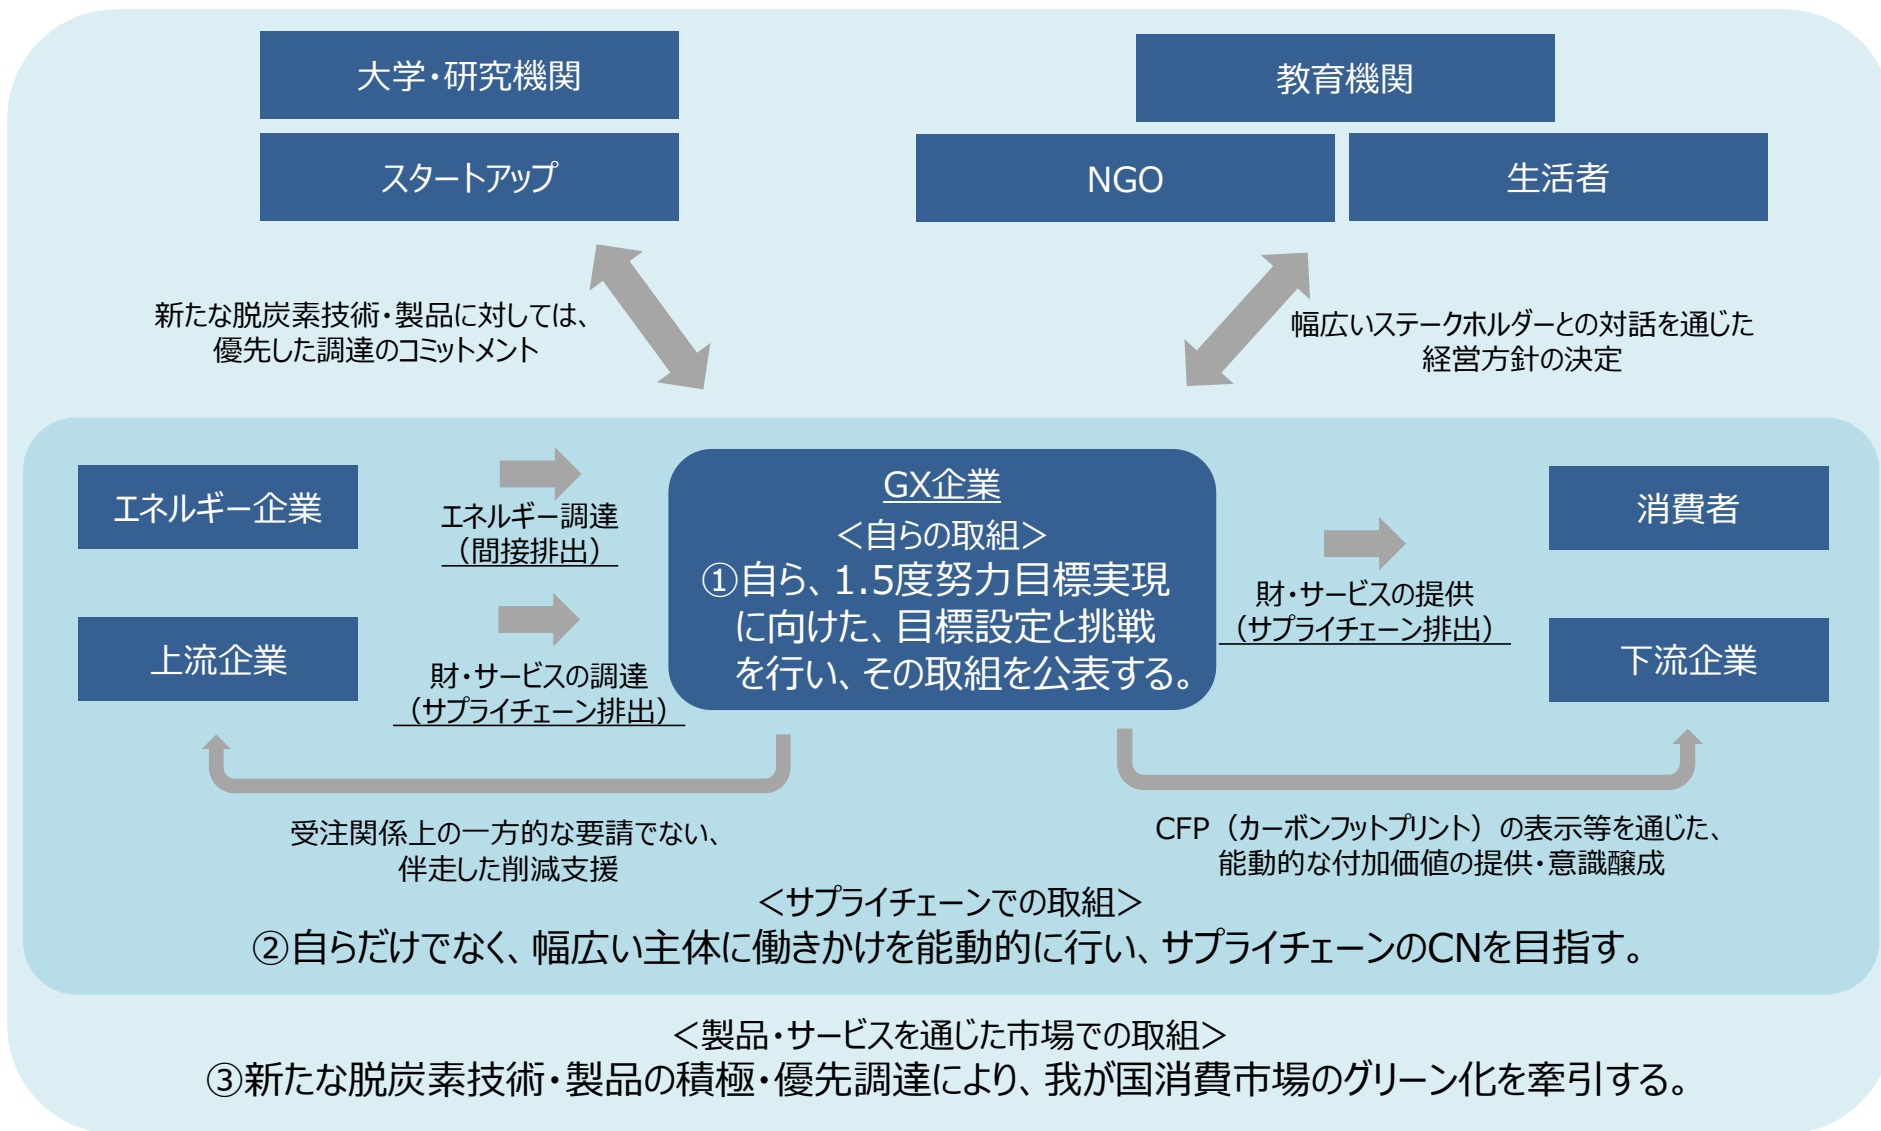 大学・研究機関
スタートアップ
教育機関
NGO
生活者
新たな脱炭素技術・製品に対しては、
優先した調達のコミットメント
幅広いステークホルダーとの対話を通じた
経営方針の決定
エネルギー企業
上流企業
エネルギー調達
（間接排出）
財・サービスの調達
（サプライチェーン排出）
GX企業
＜自らの取組＞
①自ら、1.5度努力目標実現
に向けた、目標設定と挑戦
を行い、その取組を公表する。
財・サービスの提供
（サプライチェーン排出）
消費者
下流企業
受注関係上の一方的な要請でない、
伴走した削減支援
CFP（カーボンフットプリント）の表示等を通じた、
能動的な付加価値の提供・意識醸成
＜サプライチェーンでの取組＞
②自らだけでなく、幅広い主体に働きかけを能動的に行い、サプライチェーンのCNを目指す。
＜製品・サービスを通じた市場での取組＞
③新たな脱炭素技術・製品の積極・優先調達により、我が国消費市場のグリーン化を牽引する。